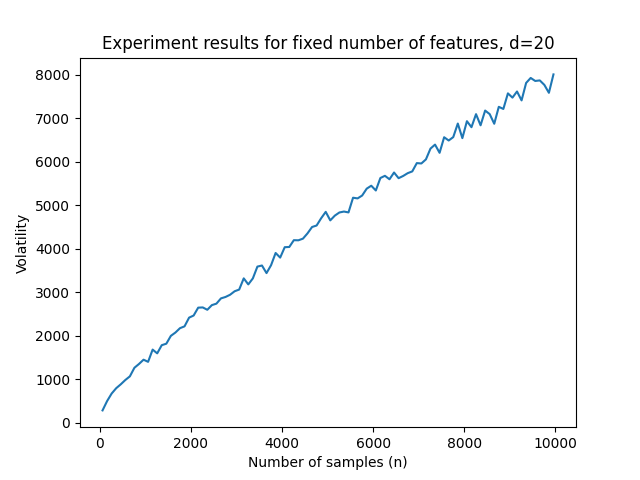 Experiment results for fixed number of features, d=20
8000
7000
6000
5000
4000
3000
2000
1000
0
Volatility
0 2000 4000 6000 8000 10000
Number of samples (n)